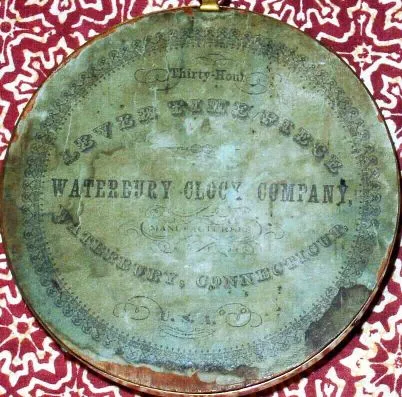 Thirty-Hour
LEVER TIME PIECE
WATERBURY CLOCK COMPANY,
MANUFACTURERS
WATERBURY, CONNECTICUT,
U. S. A.